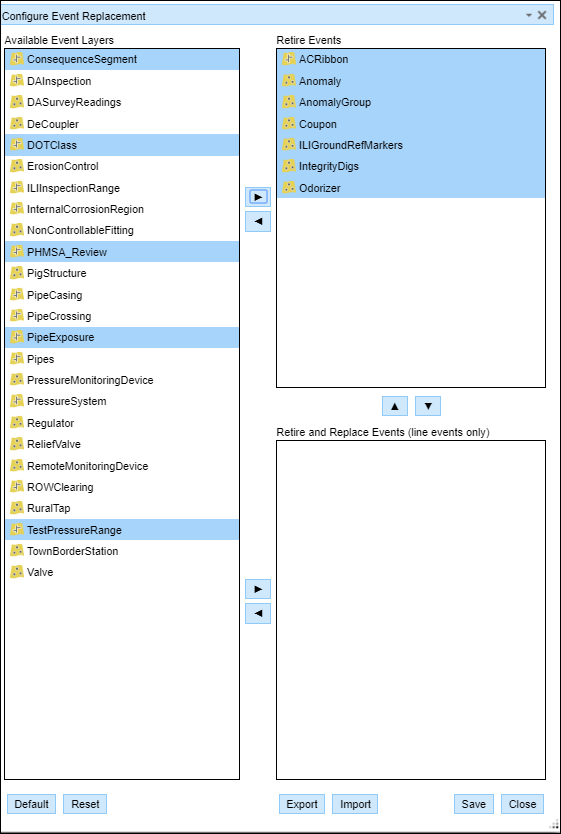 Configure Event Replacement
Available Event Layers
ConsequenceSegment
DAInspection
DASurveyReadings
DeCoupler
DOTClass
ErosionControl
ILIInspectionRange
InternalCorrosionRegion
NonControllableFitting
PHMSA_Review
PigStructure
PipeCasing
PipeCrossing
PipeExposure
Pipes
PressureMonitoringDevice
PressureSystem
Regulator
ReliefValve
RemoteMonitoringDevice
ROWClearing
RuralTap
TestPressureRange
TownBorderStation
Valve
Retire Events
ACRibbon
Anomaly
AnomalyGroup
Coupon
ILIGroundRefMarkers
IntegrityDigs
Odorizer
Retire and Replace Events (line events only)
Default
Reset
Export
Import
Save
Close